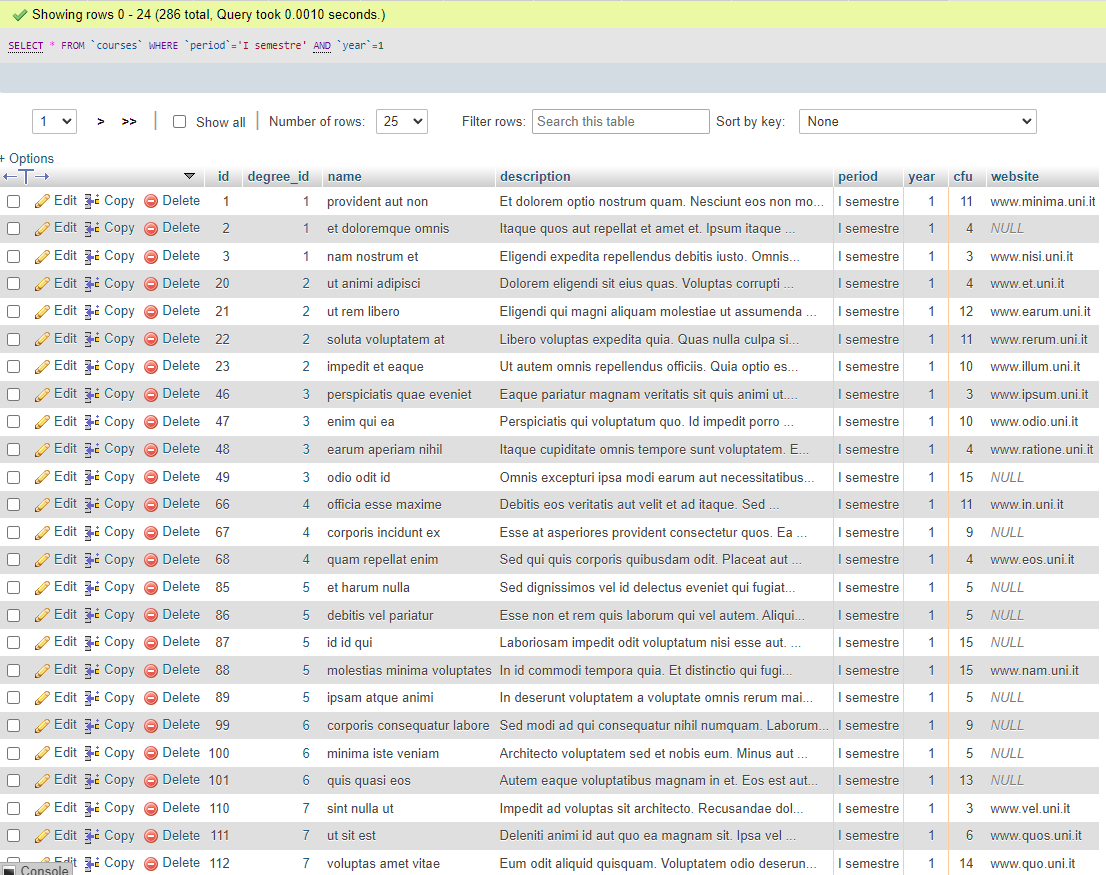 Showing rows 0 - 24 (286 total, Query took 0.0010 seconds.)
SELECT * FROM `courses` WHERE `period`='I semestre' AND `year`=1
1 > >> Show all Number of rows: 25 Filter rows: Search this table Sort by key: None
+ Options
←T→ id degree_id name description period year cfu website
Edit Copy Delete 1 1 provident aut non Et dolorem optio nostrum quam. Nesciunt eos non mo... I semestre 1 11 www.minima.uni.it
Edit Copy Delete 2 1 et doloremque omnis Itaque quos aut repellat et amet et. Ipsum itaque ... I semestre 1 4 NULL
Edit Copy Delete 3 1 nam nostrum et Eligendi expedita repellendus debitis iusto. Omnis... I semestre 1 3 www.nisi.uni.it
Edit Copy Delete 20 2 ut animi adipisci Dolorem eligendi sit eius quas. Voluptas corrupti ... I semestre 1 4 www.et.uni.it
Edit Copy Delete 21 2 ut rem libero Eligendi qui magni aliquam molestiae ut assumenda ... I semestre 1 12 www.earum.uni.it
Edit Copy Delete 22 2 soluta voluptatem at Libero voluptas expedita quia. Quas nulla culpa si... I semestre 1 11 www.rerum.uni.it
Edit Copy Delete 23 2 impedit et eaque Ut autem omnis repellendus officiis. Quia optio es... I semestre 1 10 www.illum.uni.it
Edit Copy Delete 46 3 perspiciatis quae eveniet Eaque pariatur magnam veritatis sit quis animi ut.... I semestre 1 3 www.ipsum.uni.it
Edit Copy Delete 47 3 enim qui ea Perspiciatis qui voluptatum quo. Id impedit porro ... I semestre 1 10 www.odio.uni.it
Edit Copy Delete 48 3 earum aperiam nihil Itaque cupiditate omnis tempore sunt voluptatem. E... I semestre 1 4 www.ratione.uni.it
Edit Copy Delete 49 3 odio odit id Omnis excepturi ipsa modi earum aut necessitatibus... I semestre 1 15 NULL
Edit Copy Delete 66 4 officia esse maxime Debitis eos veritatis aut velit et ad itaque. Sed ... I semestre 1 11 www.in.uni.it
Edit Copy Delete 67 4 corporis incidunt ex Esse at asperiores provident consectetur quos. Ea ... I semestre 1 9 NULL
Edit Copy Delete 68 4 quam repellat enim Sed qui quis corporis quibusdam odit. Placeat aut ... I semestre 1 4 www.eos.uni.it
Edit Copy Delete 85 5 et harum nulla Sed dignissimos vel id delectus eveniet qui fugiat... I semestre 1 5 NULL
Edit Copy Delete 86 5 debitis vel pariatur Esse non et rem quis laborum qui vel autem. Aliqui... I semestre 1 5 NULL
Edit Copy Delete 87 5 id id qui Laboriosam impedit odit voluptatum nisi esse aut. ... I semestre 1 15 NULL
Edit Copy Delete 88 5 molestias minima voluptates In id commodi tempora quia. Et distinctio qui fugi... I semestre 1 15 www.nam.uni.it
Edit Copy Delete 89 5 ipsam atque animi In deserunt voluptatem a voluptate omnis rerum mai... I semestre 1 5 NULL
Edit Copy Delete 99 6 corporis consequatur labore Sed modi ad qui consequatur nihil numquam. Laborum... I semestre 1 9 NULL
Edit Copy Delete 100 6 minima iste veniam Architecto voluptatem sed et nobis eum. Minus aut ... I semestre 1 5 NULL
Edit Copy Delete 101 6 quis quasi eos Autem eaque voluptatibus magnam in et. Eos est aut... I semestre 1 13 NULL
Edit Copy Delete 110 7 sint nulla ut Impedit ad voluptas sit architecto. Recusandae dol... I semestre 1 3 www.vel.uni.it
Edit Copy Delete 111 7 ut sit est Deleniti animi id aut quo ea magnam sit. Ipsa vel ... I semestre 1 6 www.quos.uni.it
Edit Copy Delete 112 7 voluptas amet vitae Eum odit aliquid quisquam. Voluptatem odio deserun... I semestre 1 14 www.quo.uni.it
Console